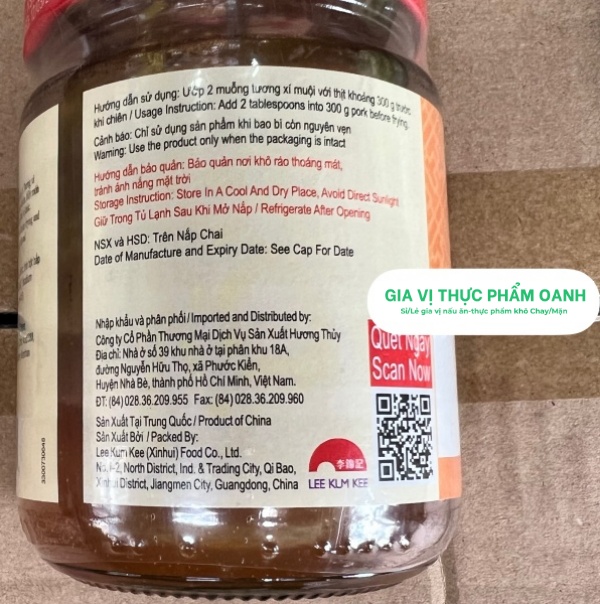 Hướng dẫn sử dụng: Ướp 2 muỗng tương xí muội với thịt khoảng 300 g trước
khi chiên / Usage Instruction: Add 2 tablespoons into 300 g pork before frying.
Cảnh báo: Chỉ sử dụng sản phẩm khi bao bì còn nguyên vẹn
Warning: Use the product only when the packaging is intact
Hướng dẫn bảo quản: Bảo quản nơi khô ráo thoáng mát,
tránh ánh nắng mặt trời
Storage Instruction: Store In A Cool And Dry Place, Avoid Direct Sunlight
Giữ Trong Tủ Lạnh Sau Khi Mở Nắp / Refrigerate After Opening
NSX và HSD: Trên Nắp Chai
Date of Manufacture and Expiry Date: See Cap For Date
GIA VỊ THỰC PHẨM OANH
Sỉ/Lẻ gia vị nấu ăn-thực phẩm khô Chay/Mặn
Nhập khẩu và phân phối / Imported and Distributed by:
Công ty Cổ Phần Thương Mại Dịch Vụ Sản Xuất Hương Thủy
Địa chỉ: Nhà ở số 39 khu nhà ở tại phân khu 18A,
đường Nguyễn Hữu Thọ, xã Phước Kiển,
Huyện Nhà Bè, thành phố Hồ Chí Minh, Việt Nam.
ĐT: (84) 028.36.209.955 Fax: (84) 028.36.209.960
Quét Ngay
Scan Now
Sản Xuất Tại Trung Quốc / Product of China
Sản Xuất Bởi / Packed By:
Lee Kum Kee (Xinhui) Food Co., Ltd.
No. 4-2, North District, Ind. & Trading City, Qi Bao,
Xinhui District, Jiangmen City, Guangdong, China
李錦記
LEE KUM KEE
3300730648